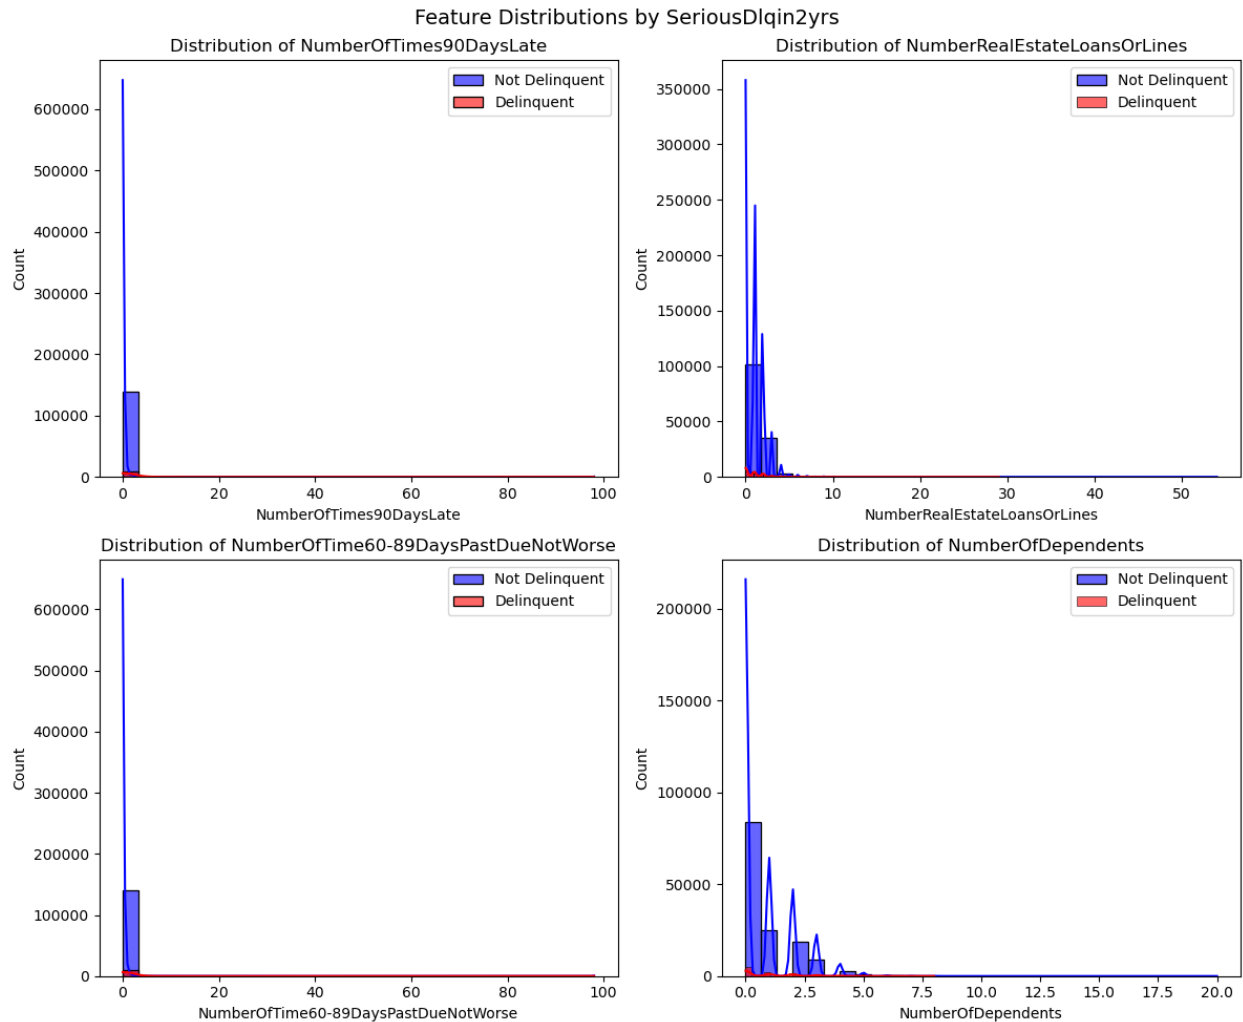 Feature Distributions by SeriousDlqin2yrs
Distribution of NumberOfTimes90DaysLate
Not Delinquent
Delinquent
600000
500000
400000
300000
200000
100000
0
Count
0 20 40 60 80 100
NumberOfTimes90DaysLate
Distribution of NumberRealEstateLoansOrLines
Not Delinquent
Delinquent
350000
300000
250000
200000
150000
100000
50000
0
Count
0 10 20 30 40 50
NumberRealEstateLoansOrLines
Distribution of NumberOfTime60-89DaysPastDueNotWorse
Not Delinquent
Delinquent
600000
500000
400000
300000
200000
100000
0
Count
0 20 40 60 80 100
NumberOfTime60-89DaysPastDueNotWorse
Distribution of NumberOfDependents
Not Delinquent
Delinquent
200000
150000
100000
50000
0
Count
0.0 2.5 5.0 7.5 10.0 12.5 15.0 17.5 20.0
NumberOfDependents